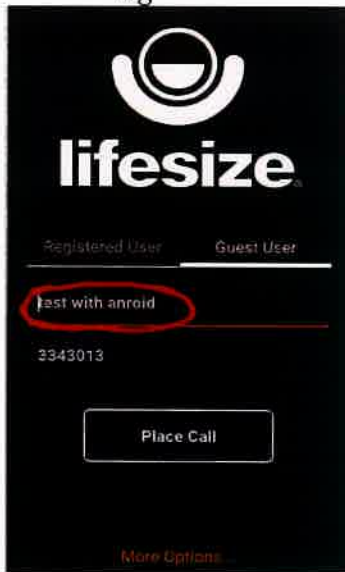 lifesize
Registered User Guest User
test with anroid
3343013
Place Call
More Options...